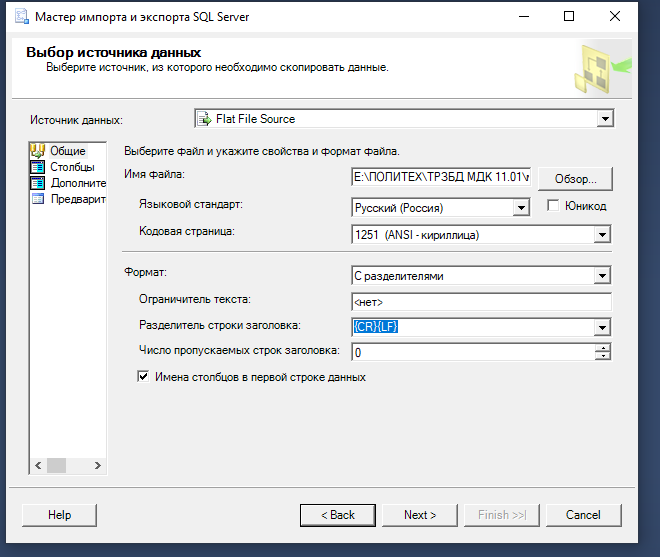 Мастер импорта и экспорта SQL Server
Выбор источника данных
Выберите источник, из которого необходимо скопировать данные.
Источник данных:
Flat File Source
Общие
Столбцы
Дополните
Предварит
Выберите файл и укажите свойства и формат файла.
Имя файла:
E:\ПОЛИТЕХ\ТРЗБД МДК 11.01\
Обзор...
Языковой стандарт:
Русский (Россия)
Юникод
Кодовая страница:
1251 (ANSI - кириллица)
Формат:
С разделителями
Ограничитель текста:
<нет>
Разделитель строки заголовка:
{CR}{LF}
Число пропускаемых строк заголовка:
0
Имена столбцов в первой строке данных
Help
< Back
Next >
Finish >>|
Cancel